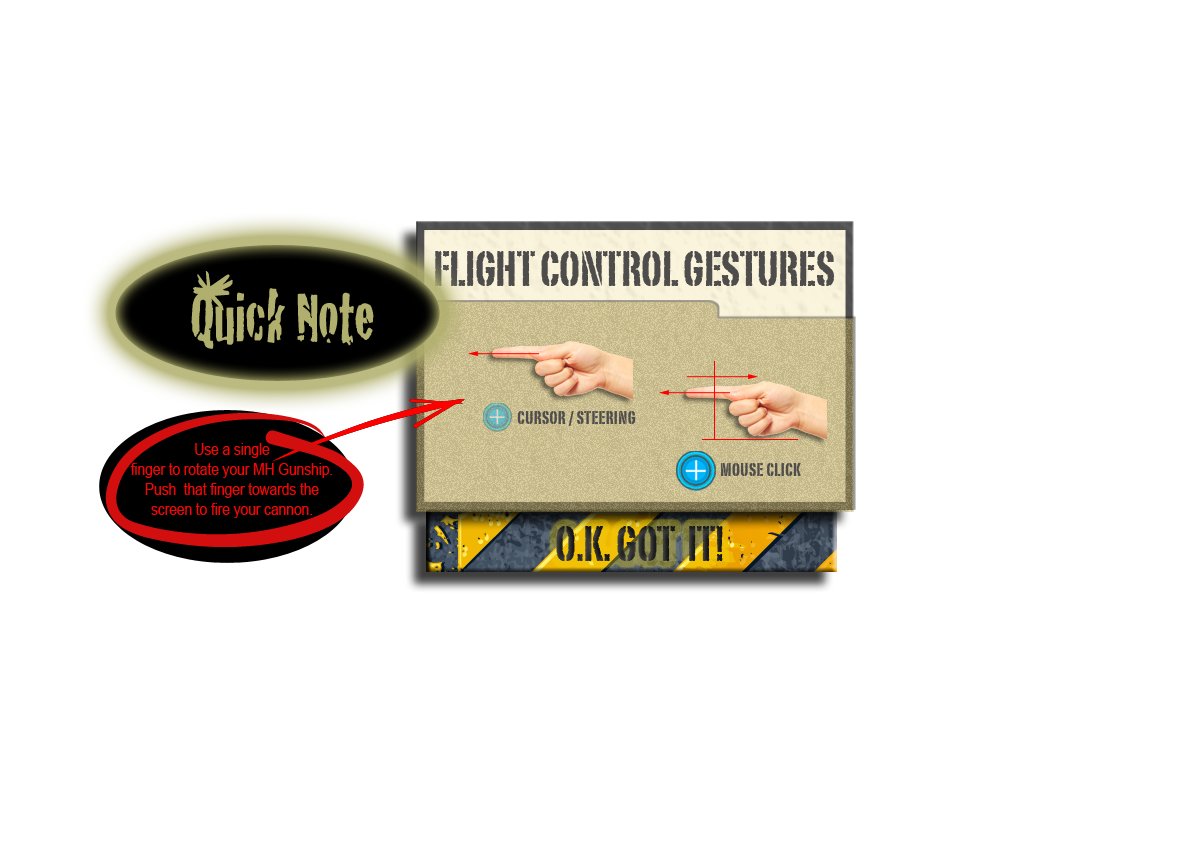 FLIGHT CONTROL GESTURES
Quick Note
CURSOR / STEERING
MOUSE CLICK
Use a single
finger to rotate your MH Gunship.
Push that finger towards the
screen to fire your cannon.
O.K. GOT IT!